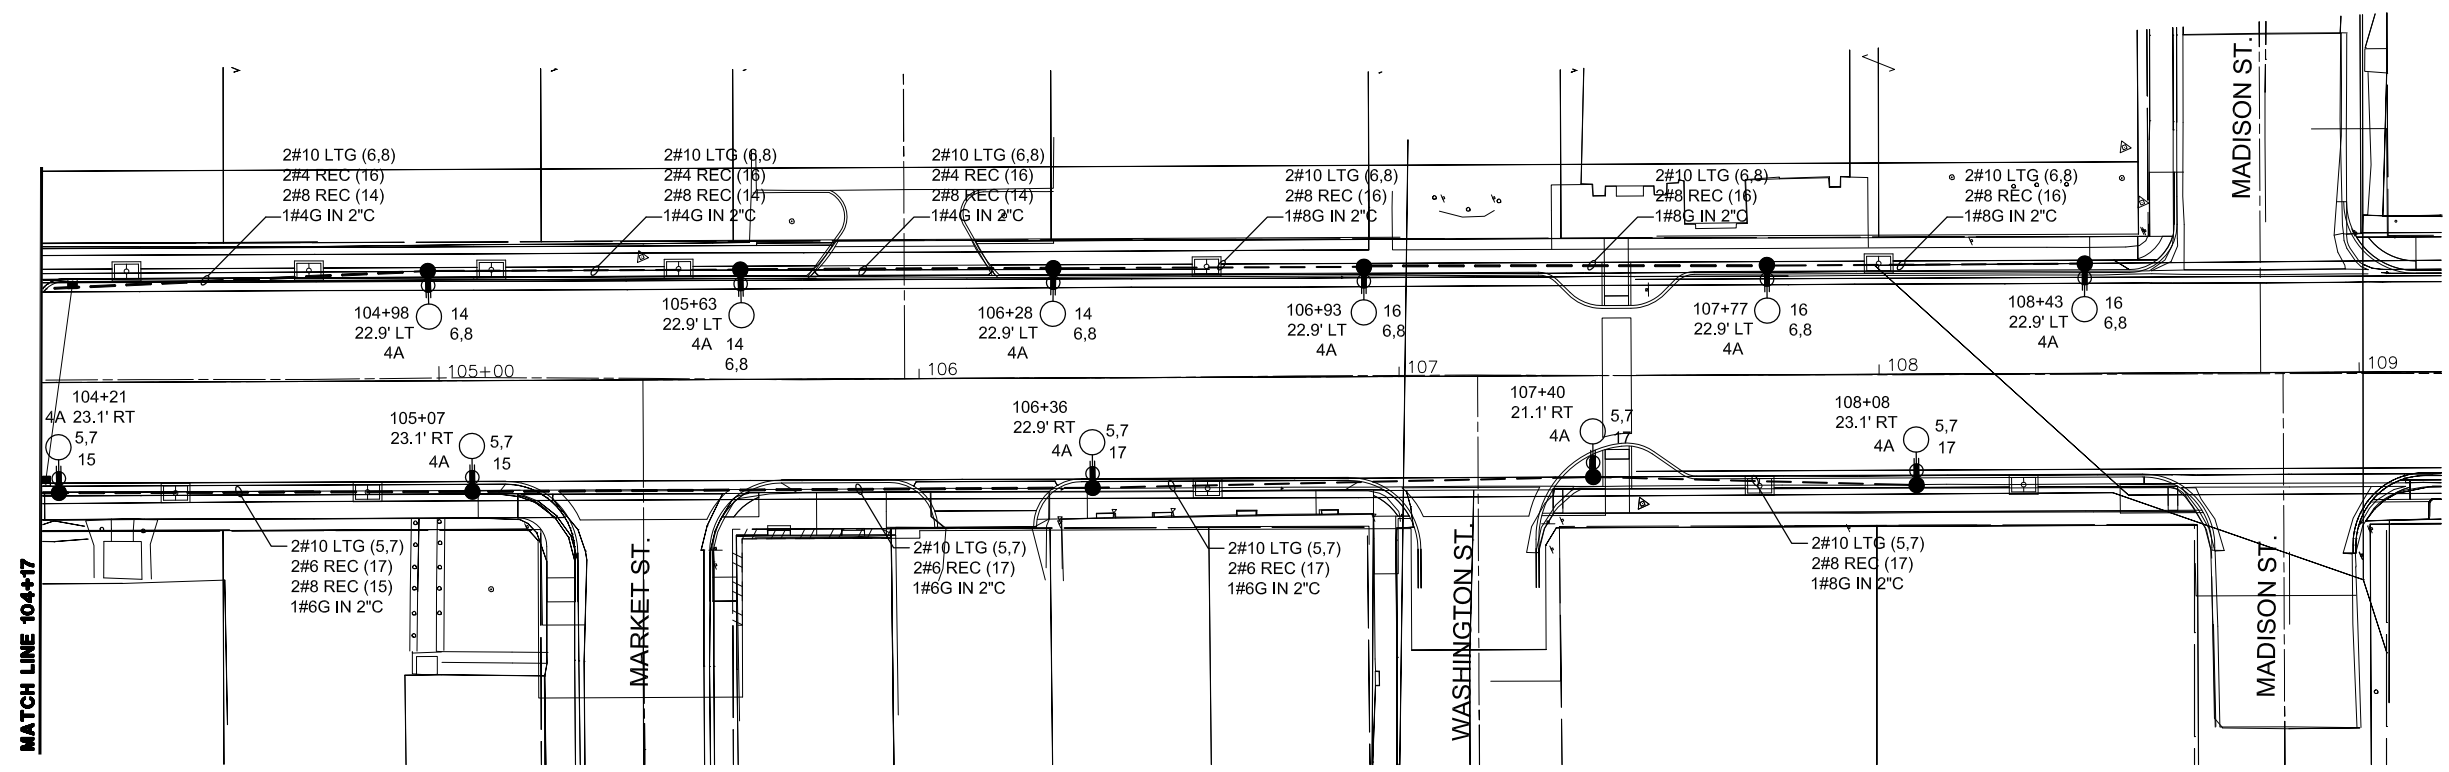 MADISON ST.
2#10 LTG (6,8)
2#4 REC (16)
2#8 REC (14)
1#4G IN 2"C
2#10 LTG (6,8)
2#4 REC (16)
2#8 REC (14)
1#4G IN 2"C
2#10 LTG (6,8)
2#4 REC (16)
2#8 REC (14)
1#4G IN 2"C
2#10 LTG (6,8)
2#8 REC (16)
1#8G IN 2"C
2#10 LTG (6,8)
2#8 REC (16)
1#8G IN 2"C
2#10 LTG (6,8)
2#8 REC (16)
1#8G IN 2"C
104+98
22.9' LT
4A
14
6,8
105+63
22.9' LT
4A
14
6,8
106+28
22.9' LT
4A
14
6,8
106+93
22.9' LT
4A
16
6,8
107+77
22.9' LT
4A
16
6,8
108+43
22.9' LT
4A
16
6,8
105+00
106
107
108
109
104+21
4A 23.1' RT
5,7
15
105+07
23.1' RT
4A
5,7
15
106+36
22.9' RT
4A
5,7
17
107+40
21.1' RT
4A
5,7
17
108+08
23.1' RT
4A
5,7
17
2#10 LTG (5,7)
2#6 REC (17)
2#8 REC (15)
1#6G IN 2"C
2#10 LTG (5,7)
2#6 REC (17)
1#6G IN 2"C
2#10 LTG (5,7)
2#6 REC (17)
1#6G IN 2"C
2#10 LTG (5,7)
2#8 REC (17)
1#8G IN 2"C
MATCH LINE 104+17
MARKET ST.
WASHINGTON ST.
MADISON ST.